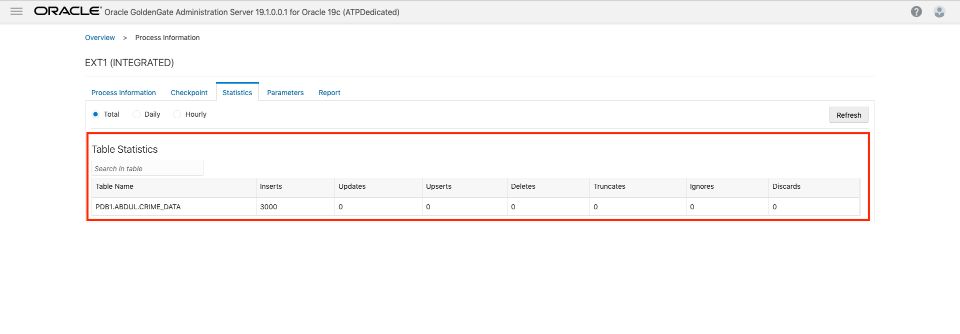 ORACLE Oracle GoldenGate Administration Server 19.1.0.0.1 for Oracle 19c (ATPDedicated)
Overview > Process Information
EXT1 (INTEGRATED)
Process Information Checkpoint Statistics Parameters Report
Total Daily Hourly Refresh
Table Statistics
Search in table
Table Name Inserts Updates Upserts Deletes Truncates Ignores Discards
PDB1.ABDUL.CRIME_DATA 3000 0 0 0 0 0 0